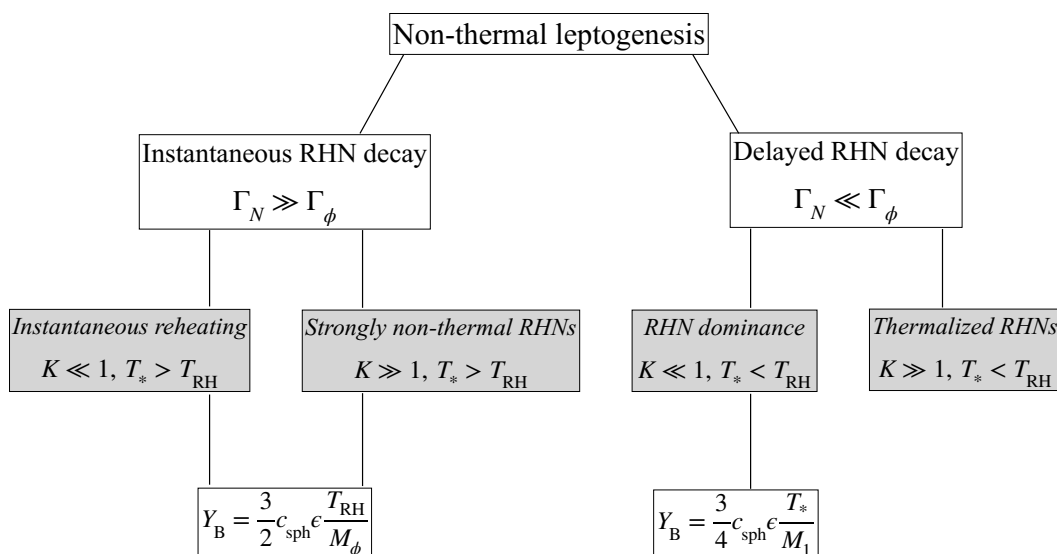 Non-thermal leptogenesis
Instantaneous RHN decay
Γ_N ≫ Γ_ϕ
Delayed RHN decay
Γ_N ≪ Γ_ϕ
Instantaneous reheating
K ≪ 1, T_* > T_RH
Strongly non-thermal RHNs
K ≫ 1, T_* > T_RH
RHN dominance
K ≪ 1, T_* < T_RH
Thermalized RHNs
K ≫ 1, T_* < T_RH
Y_B = 3/2 c_sph ϵ T_RH/M_ϕ
Y_B = 3/4 c_sph ϵ T_*/M_1